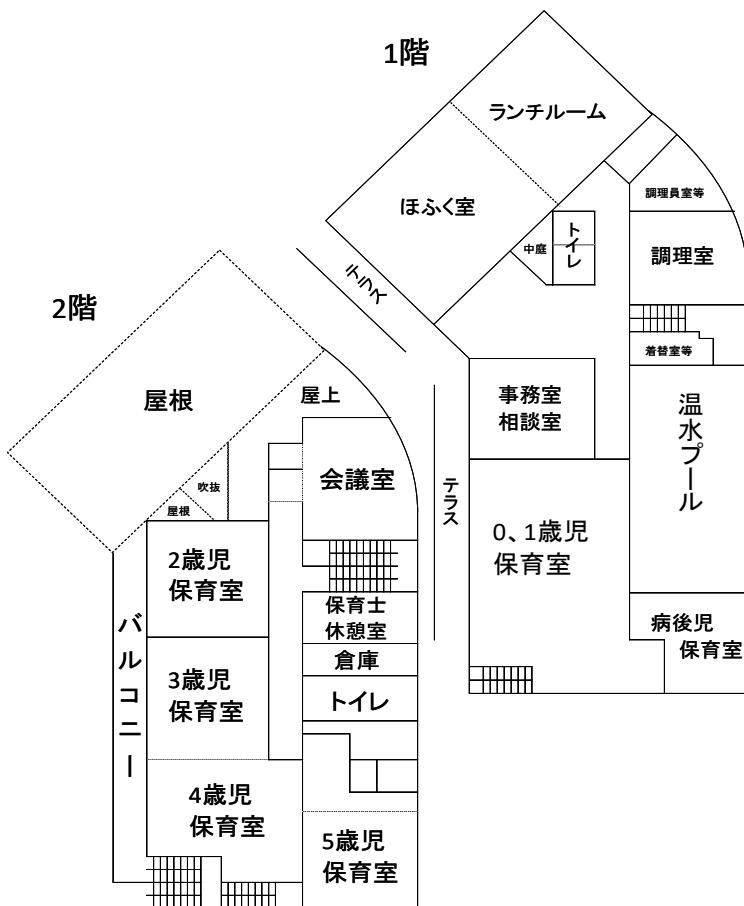 1階
ランチルーム
ほふく室
調理員室等
トイレ
中庭
調理室
テラス
着替室等
事務室
相談室
温水プール
テラス
0、1歳児
保育室
病後児
保育室
2階
屋根
屋上
会議室
吹抜
屋根
2歳児
保育室
保育士
休憩室
バルコニー
倉庫
3歳児
保育室
トイレ
4歳児
保育室
5歳児
保育室